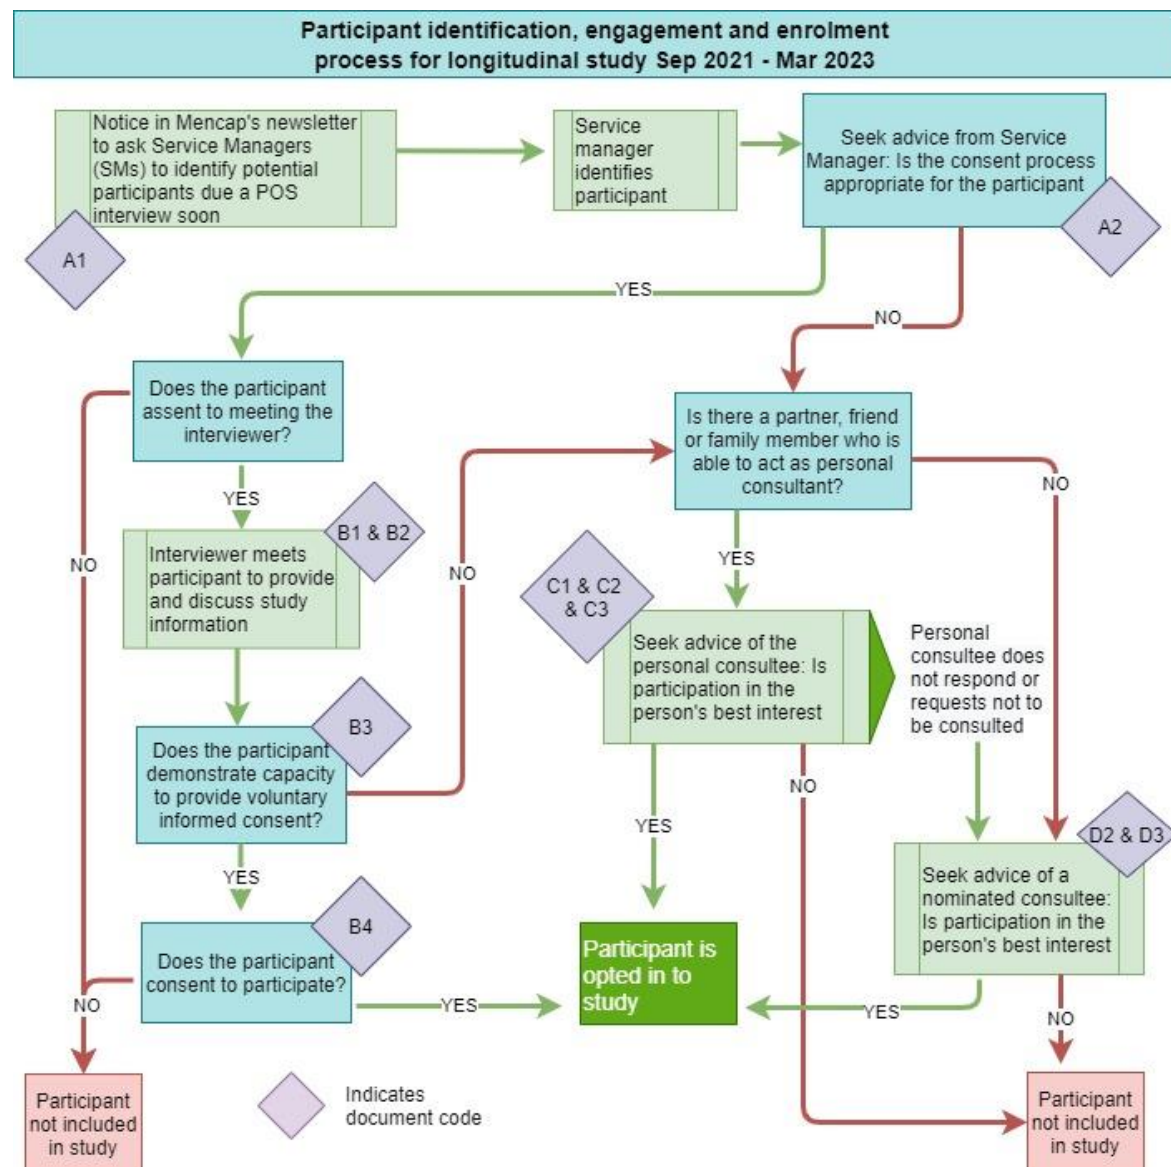 Participant identification, engagement and enrolment
process for longitudinal study Sep 2021 - Mar 2023
Notice in Mencap's newsletter
to ask Service Managers
(SMs) to identify potential
participants due a POS
interview soon
A1
Service
manager
identifies
participant
Seek advice from Service
Manager: Is the consent process
appropriate for the participant
A2
YES
NO
Does the participant
assent to meeting the
interviewer?
Is there a partner, friend
or family member who is
able to act as personal
consultant?
YES
NO
B1 & B2
Interviewer meets
participant to provide
and discuss study
information
NO
NO
YES
C1 & C2
& C3
Seek advice of the
personal consultee: Is
participation in the
person's best interest
Personal
consultee does
not respond or
requests not to
be consulted
B3
Does the participant
demonstrate capacity
to provide voluntary
informed consent?
YES
YES
NO
D2 & D3
Seek advice of a
nominated consultee:
Is participation in the
person's best interest
B4
Does the participant
consent to participate?
NO
YES
Participant is
opted in to
study
YES
NO
Participant
not included
in study
Indicates
document code
Participant
not included
in study